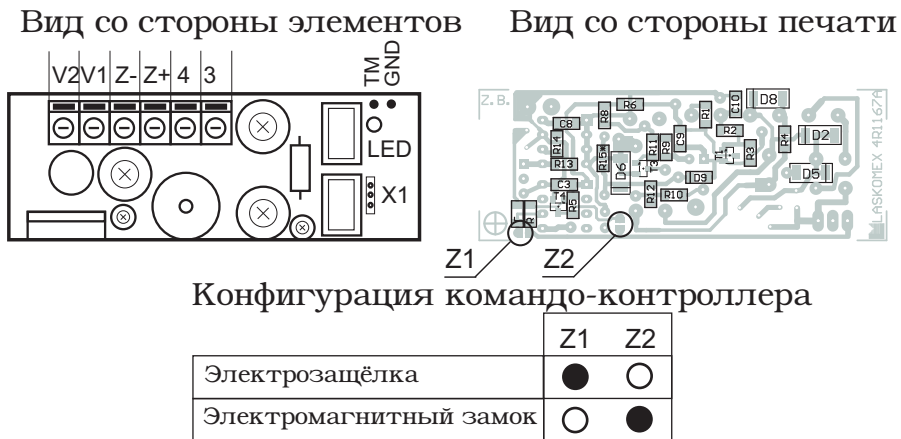 Вид со стороны элементов
Вид со стороны печати
V2 V1 Z- Z+ 4 3
TM
GND
LED
X1
Z.B.
R6
R8
C8
R14
R13
R15*
C3
R5
D6
T3
R11
R9
C9
R12
R10
D9
R1
C10
R2
T1
R3
D8
R4
D2
D5
LASKOMEX 4R1167A
Z1
Z2
Конфигурация командо-контроллера
Z1 Z2
Электрозащёлка
Электромагнитный замок